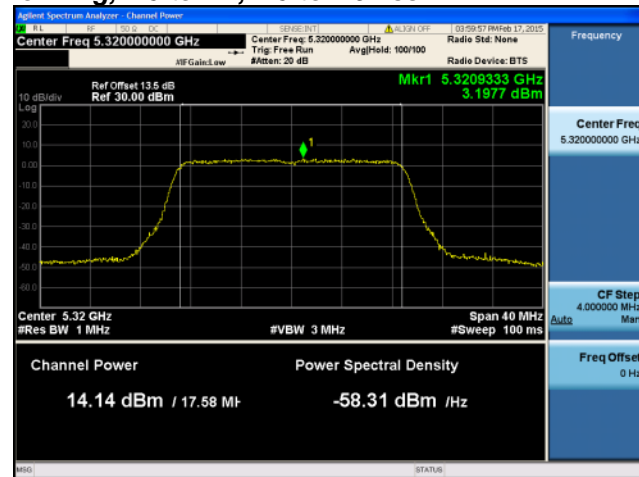 Agilent Spectrum Analyzer - Channel Power
RL RF 50 Ω DC SENSE:INT ALIGN OFF 03:59:57 PM Feb 17, 2015
Center Freq 5.320000000 GHz
Center Freq: 5.320000000 GHz
Radio Std: None
Trig: Free Run Avg|Hold: 100/100
#IFGain:Low #Atten: 20 dB Radio Device: BTS
Frequency
Ref Offset 13.5 dB
Mkr1 5.3209333 GHz
10 dB/div Ref 30.00 dBm 3.1977 dBm
Log
20.0
10.0
1
0.00
-10.0
-20.0
-30.0
-40.0
-50.0
-60.0
Center Freq
5.320000000 GHz
Center 5.32 GHz Span 40 MHz
#Res BW 1 MHz #VBW 3 MHz #Sweep 100 ms
CF Step
4.000000 MHz
Auto Man
Channel Power Power Spectral Density
14.14 dBm / 17.58 MH -58.31 dBm /Hz
Freq Offset
0 Hz
MSG STATUS